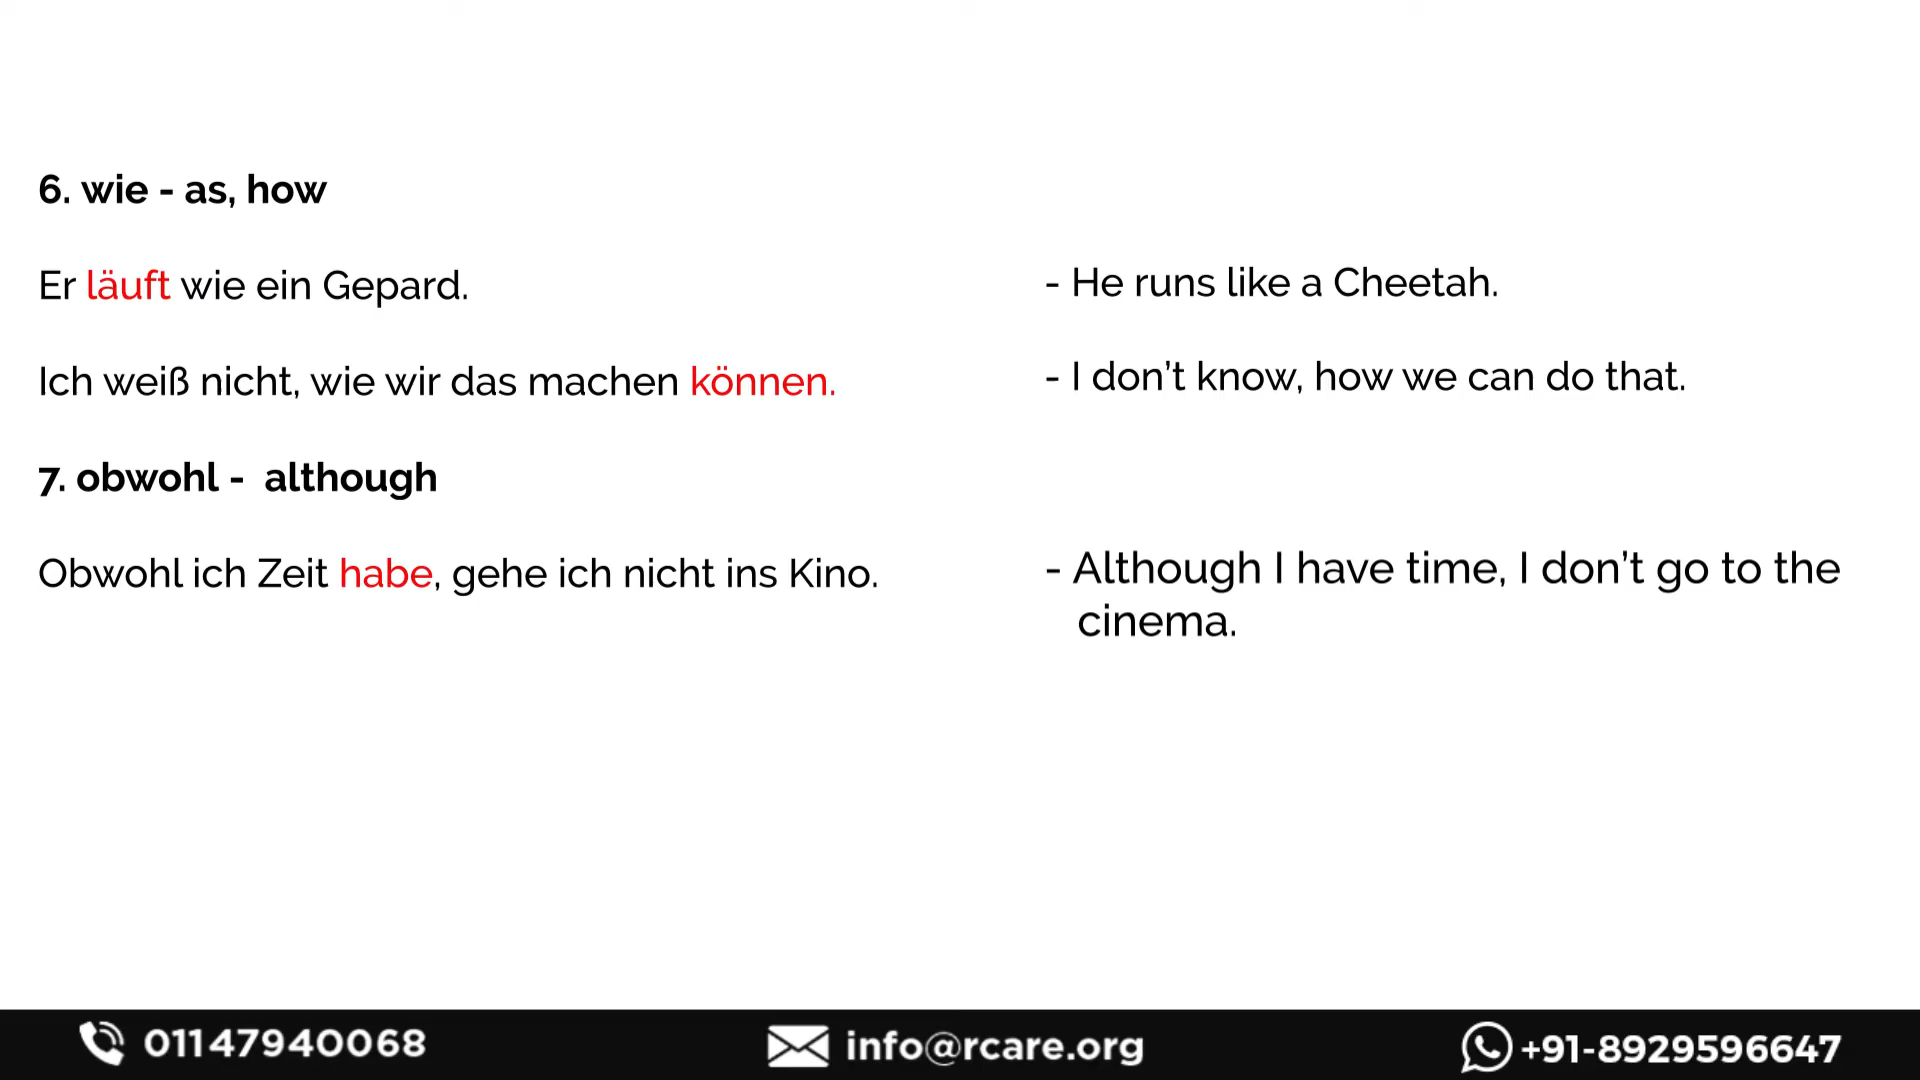 6. wie - as, how
Er läuft wie ein Gepard.
- He runs like a Cheetah.
Ich weiß nicht, wie wir das machen können.
- I don't know, how we can do that.
7. obwohl - although
Obwohl ich Zeit habe, gehe ich nicht ins Kino.
- Although I have time, I don't go to the
cinema.
01147940068
info@rcare.org
+91-8929596647